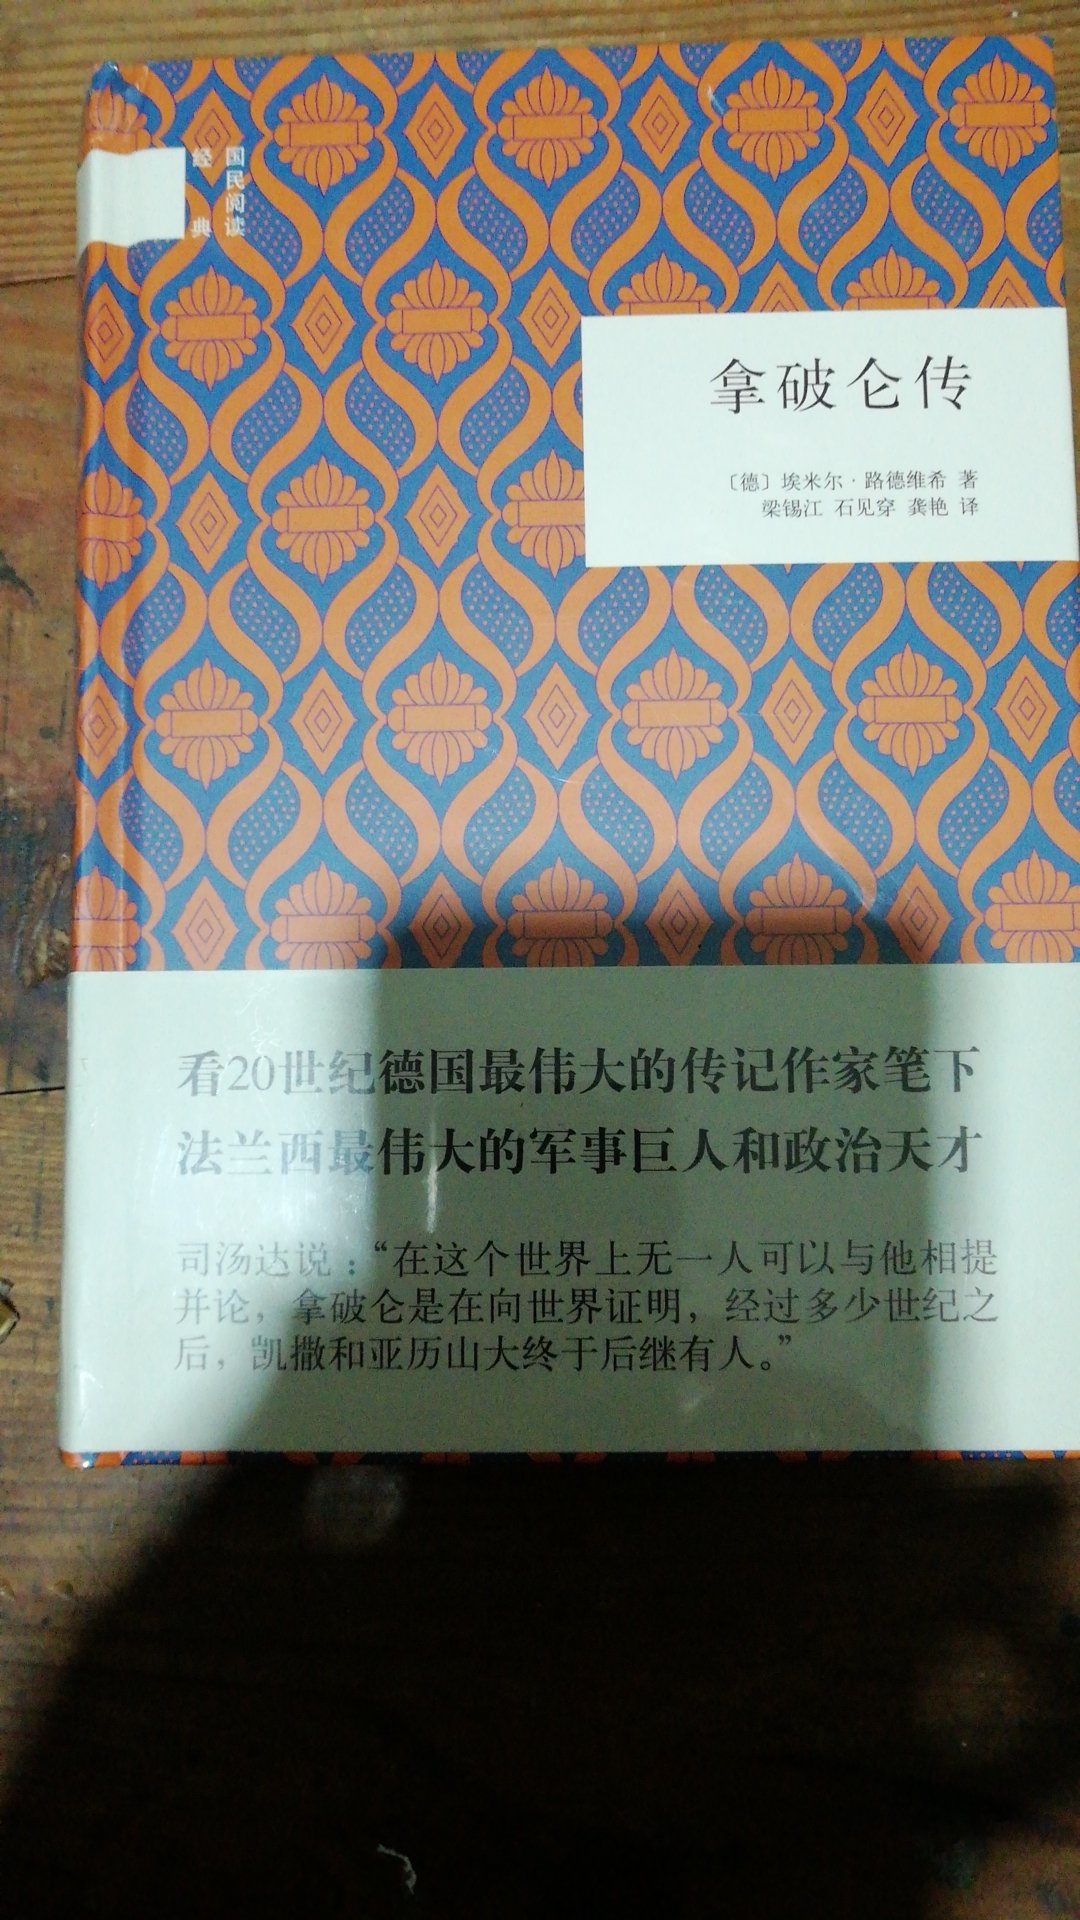 国民阅读
经典
拿破仑传
〔德〕埃米尔·路德维希 著
梁锡江 石见穿 龚艳 译
看20世纪德国最伟大的传记作家笔下
法兰西最伟大的军事巨人和政治天才
司汤达说：“在这个世界上无一人可以与他相提
并论，拿破仑是在向世界证明，经过多少世纪之
后，凯撒和亚历山大终于后继有人。”